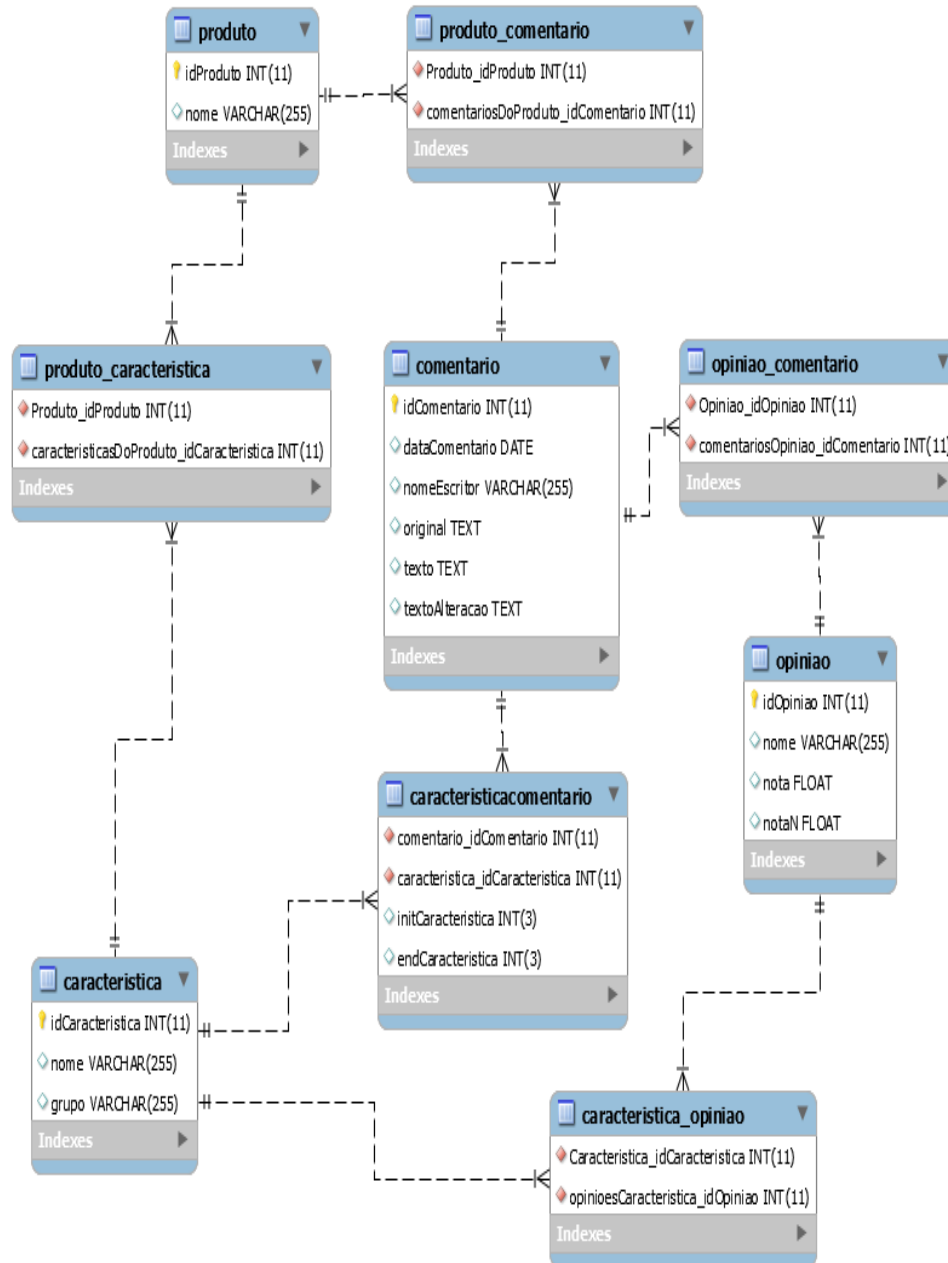 produto
idProduto INT(11)
nome VARCHAR(255)
Indexes
produto_comentario
Produto_idProduto INT(11)
comentariosDoProduto_idComentario INT(11)
Indexes
produto_caracteristica
Produto_idProduto INT(11)
caracteristicasDoProduto_idCaracteristica INT(11)
Indexes
comentario
idComentario INT(11)
dataComentario DATE
nomeEscritor VARCHAR(255)
original TEXT
texto TEXT
textoAlteracao TEXT
Indexes
opiniao_comentario
Opiniao_idOpiniao INT(11)
comentariosOpiniao_idComentario INT(11)
Indexes
opiniao
idOpiniao INT(11)
nome VARCHAR(255)
nota FLOAT
notaN FLOAT
Indexes
caracteristicacomentario
comentario_idComentario INT(11)
caracteristica_idCaracteristica INT(11)
initCaracteristica INT(3)
endCaracteristica INT(3)
Indexes
caracteristica
idCaracteristica INT(11)
nome VARCHAR(255)
grupo VARCHAR(255)
Indexes
caracteristica_opiniao
Caracteristica_idCaracteristica INT(11)
opinioesCaracteristica_idOpiniao INT(11)
Indexes